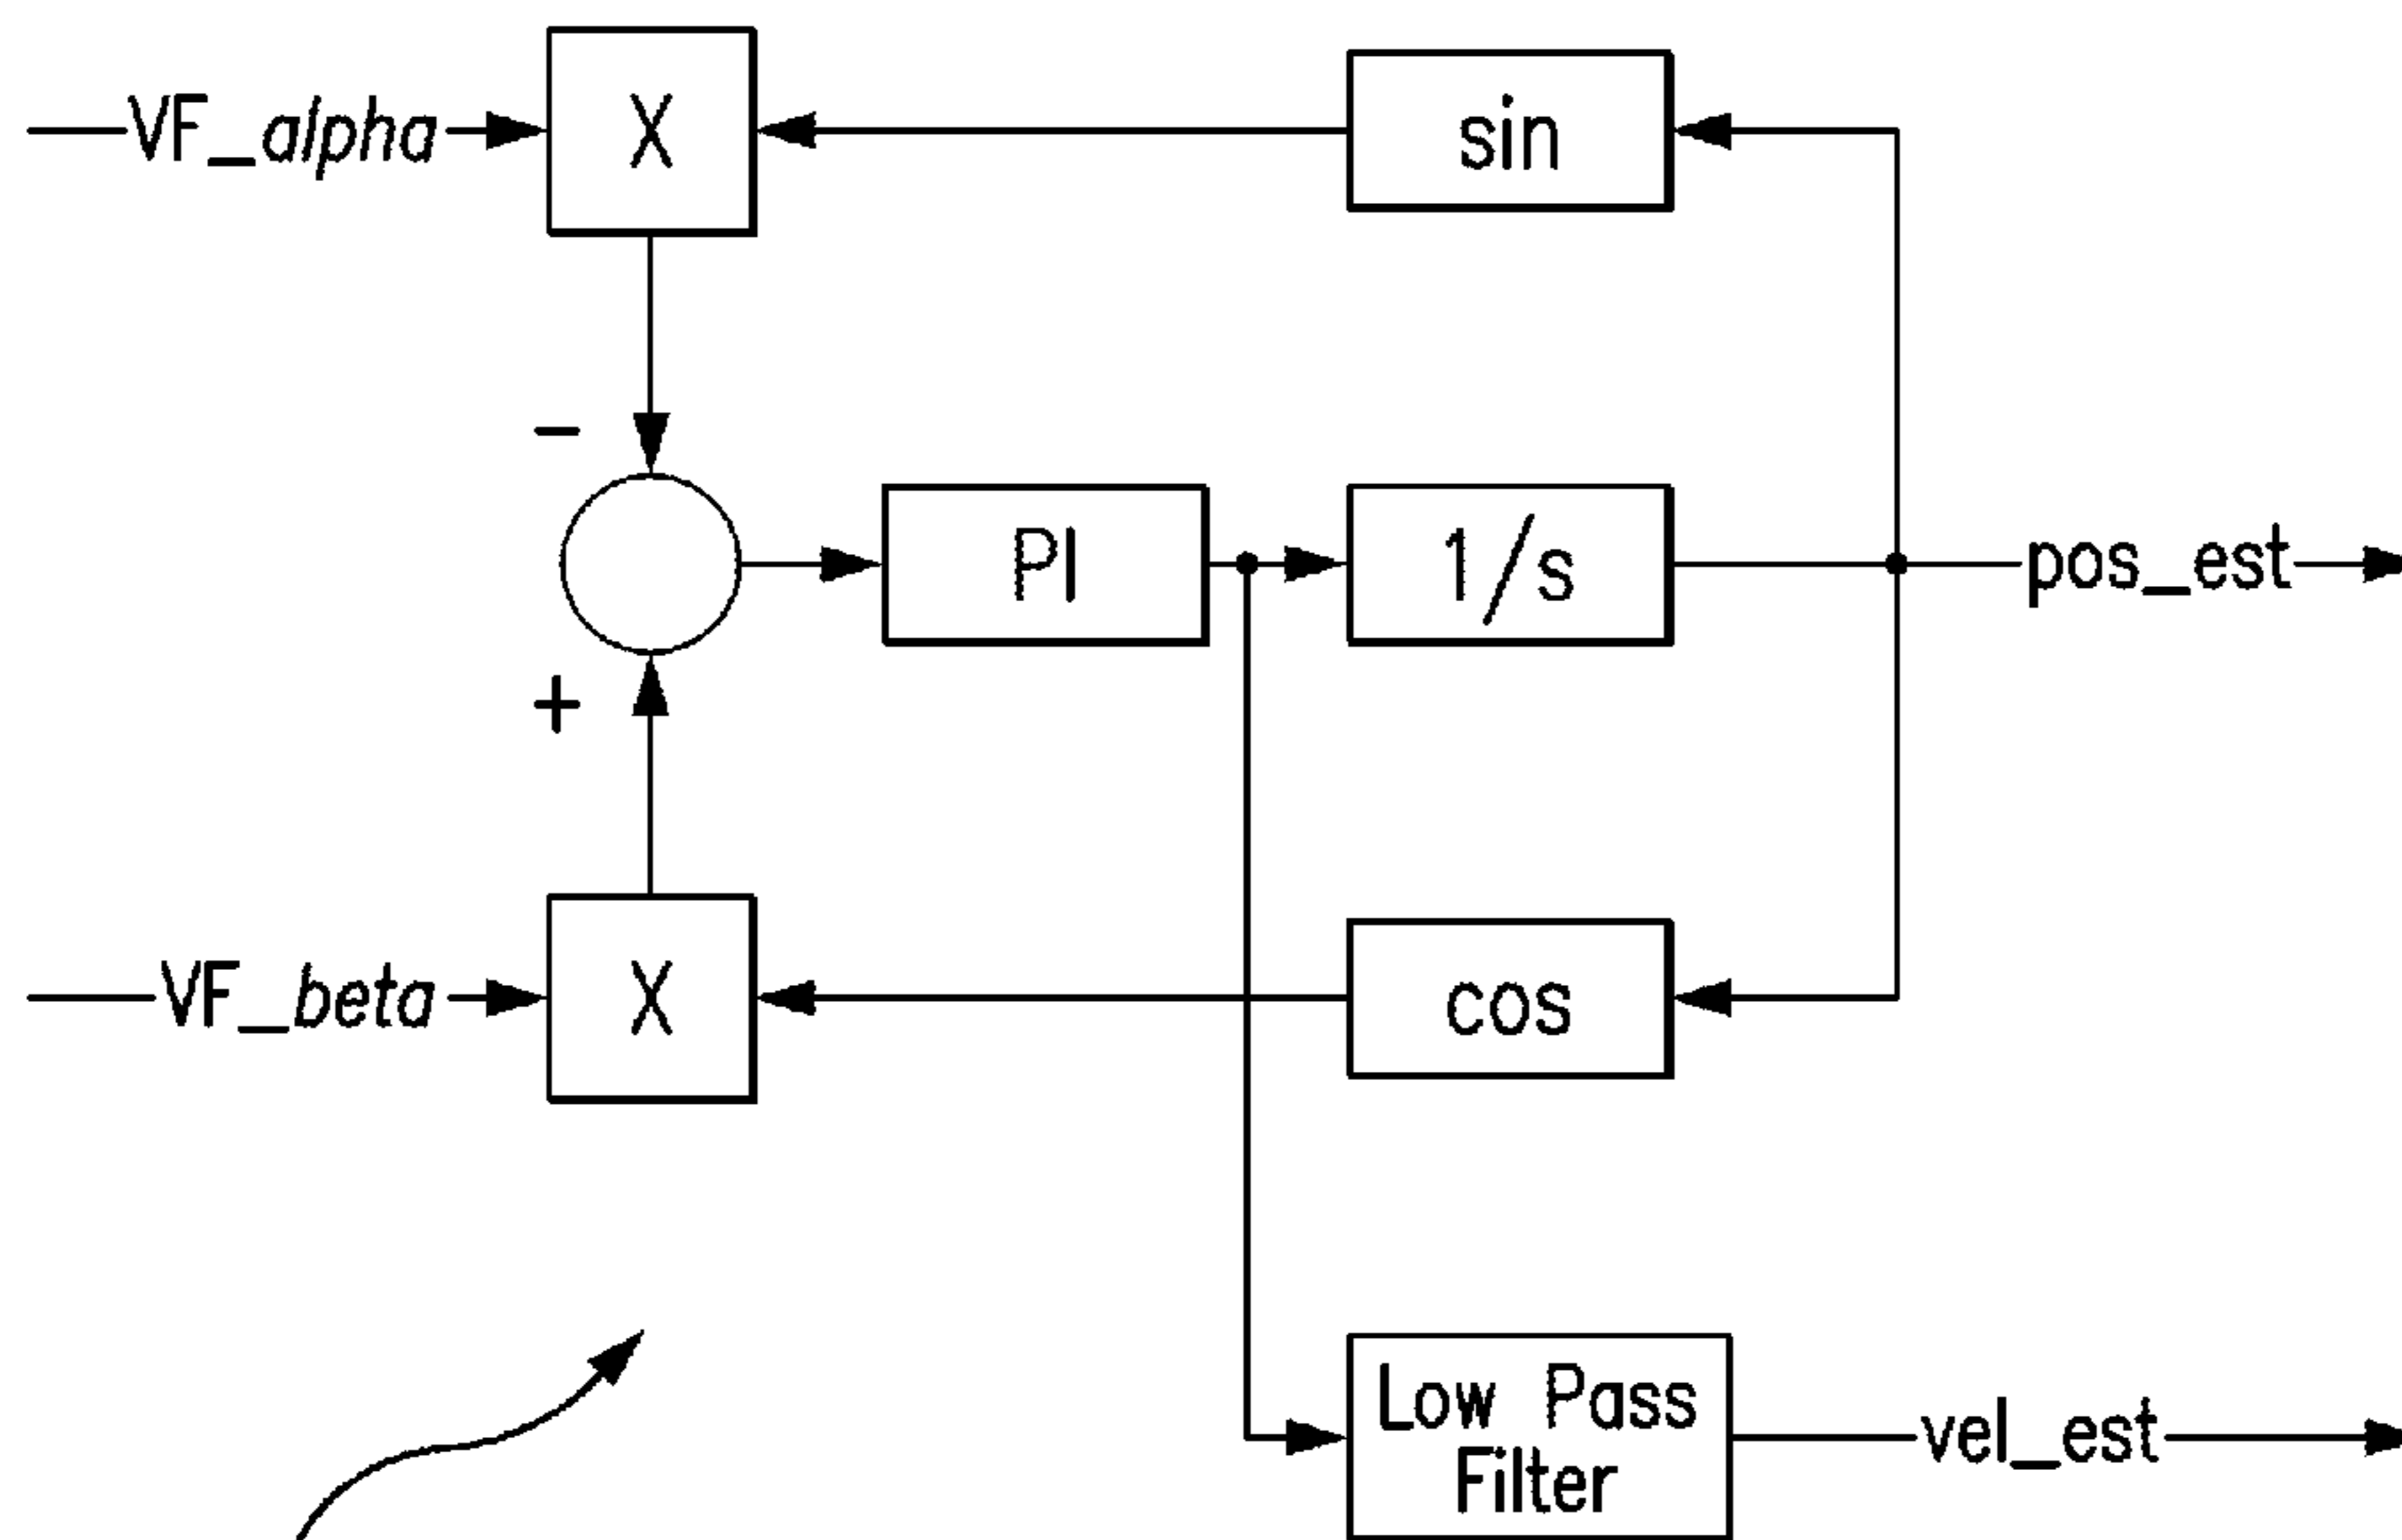 VF_alpha
X
sin
-
PI
1/s
pos_est
+
VF_beta
X
cos
Low Pass
Filter
vel_est